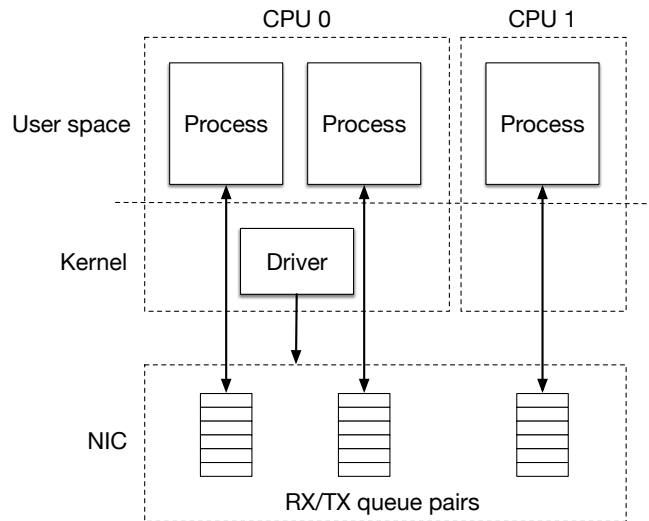 CPU 0
CPU 1
User space
Process
Process
Process
Kernel
Driver
NIC
RX/TX queue pairs